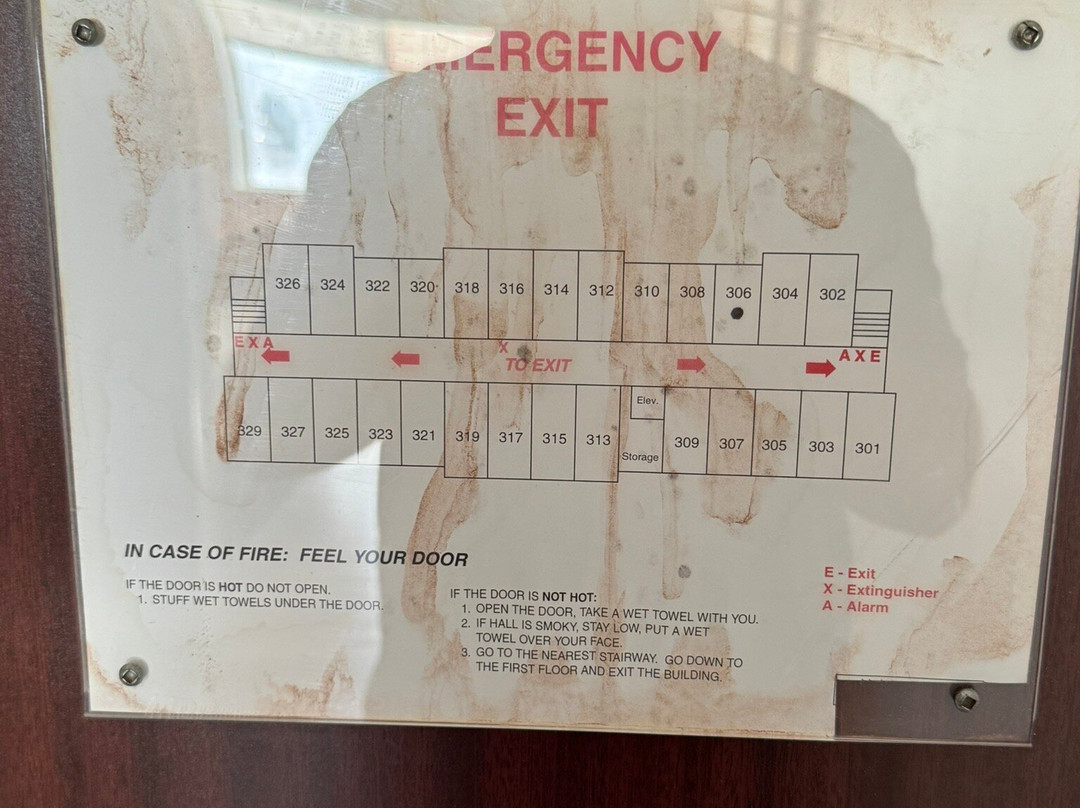 EMERGENCY
EXIT
326 324 322 320 318 316 314 312 310 308 306 304 302
E X A
X
TO EXIT
A X E
329 327 325 323 321 319 317 315 313
Elev.
Storage
309 307 305 303 301
IN CASE OF FIRE: FEEL YOUR DOOR
IF THE DOOR IS HOT DO NOT OPEN.
1. STUFF WET TOWELS UNDER THE DOOR.
IF THE DOOR IS NOT HOT:
1. OPEN THE DOOR, TAKE A WET TOWEL WITH YOU.
2. IF HALL IS SMOKY, STAY LOW, PUT A WET
TOWEL OVER YOUR FACE.
3. GO TO THE NEAREST STAIRWAY. GO DOWN TO
THE FIRST FLOOR AND EXIT THE BUILDING.
E - Exit
X - Extinguisher
A - Alarm